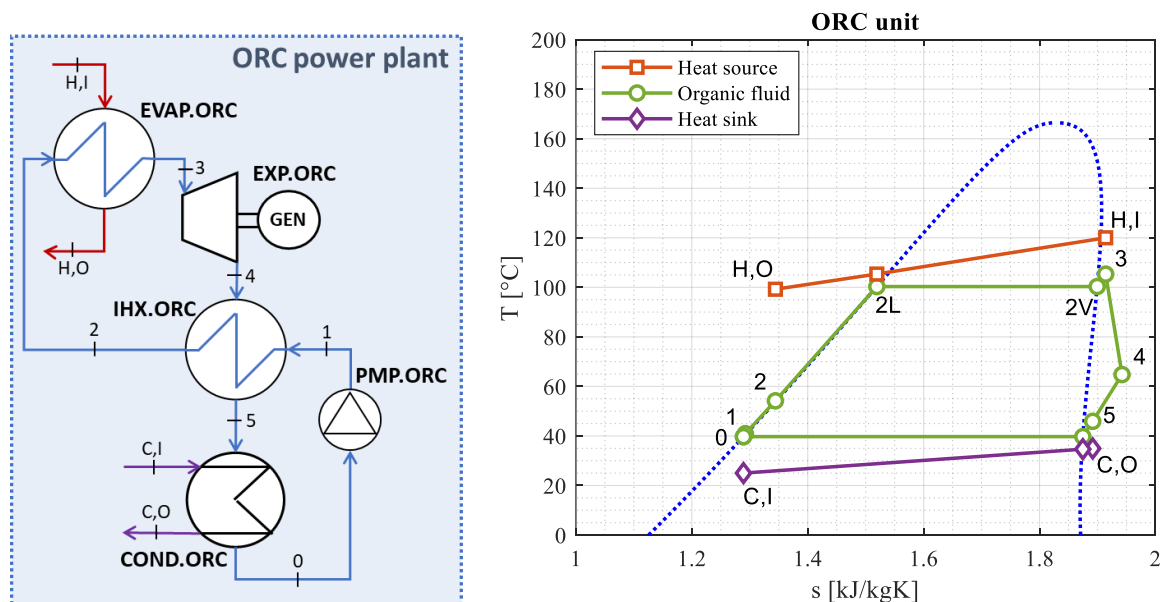 ORC power plant
H,I
EVAP.ORC
3
EXP.ORC
GEN
H,O
4
IHX.ORC
2
1
PMP.ORC
5
C,I
C,O
COND.ORC
0
ORC unit
Heat source
Organic fluid
Heat sink
200
180
160
140
120
100
80
60
40
20
0
T [°C]
H,I
3
H,O
2L
2V
4
2
1
0
5
C,O
C,I
1
1.2
1.4
1.6
1.8
2
s [kJ/kgK]